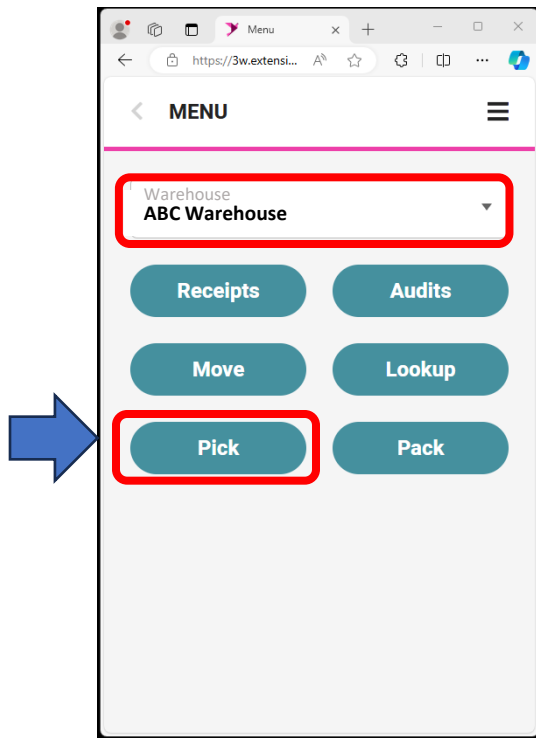 Menu
https://3w.extensi...
MENU
Warehouse
ABC Warehouse
Receipts
Audits
Move
Lookup
Pick
Pack